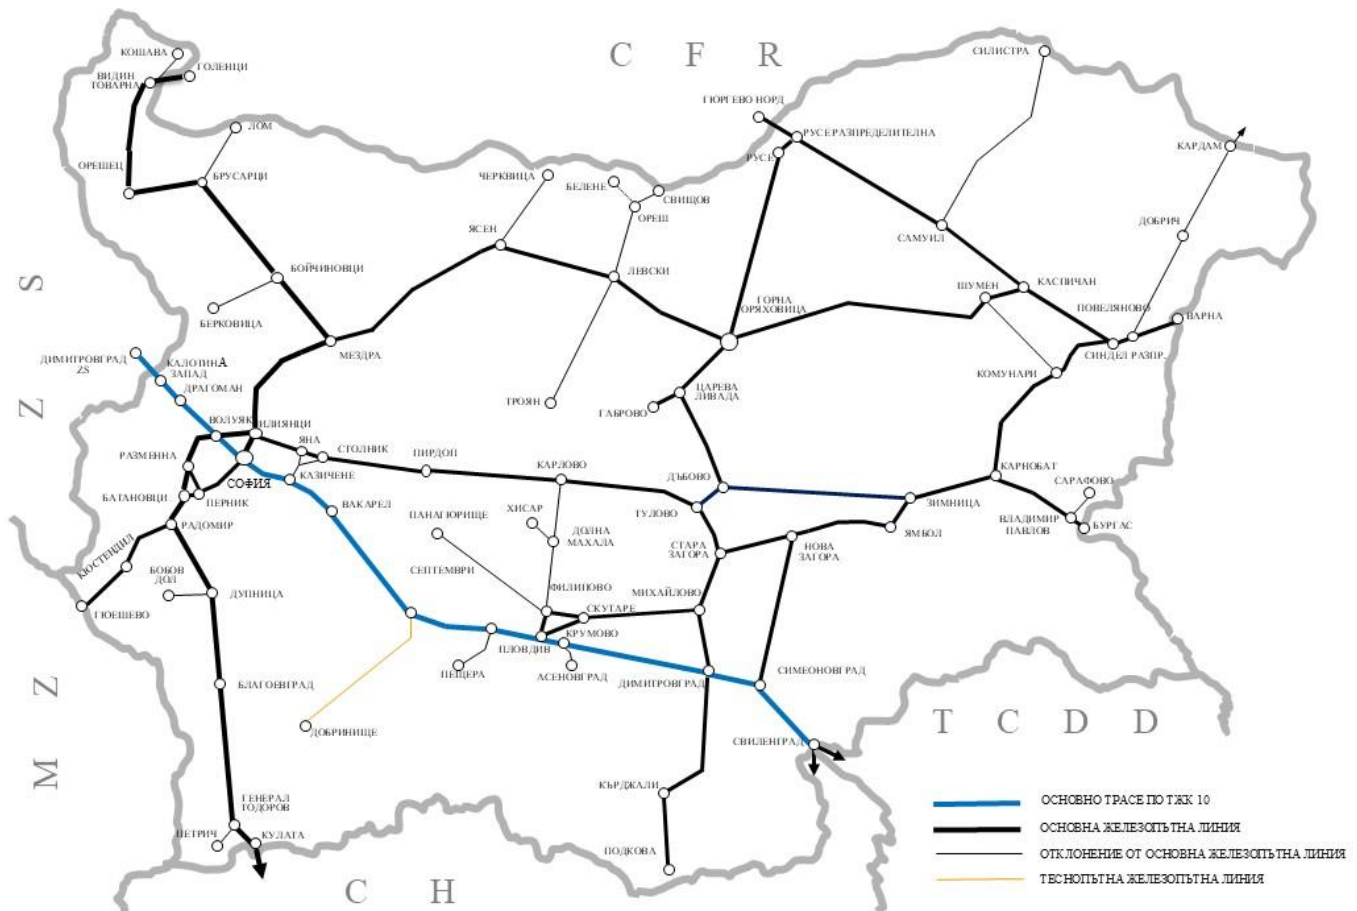 C F R
КОШАВА
ГОЛЕНЦИ
ВИДИН
ТОВАРНА
СИЛИСТРА
ГЮРГЕВО НОРД
ЛОМ
РУСЕ РАЗПРЕДЕЛИТЕЛНА
РУСЕ
КАРДАМ
ОРЕШЕЦ
БРУСАРЦИ
ЧЕРКВИЦА
БЕЛЕНЕ
СВИЩОВ
ОРЕШ
ДОБРИЧ
ЯСЕН
САМУИЛ
БОЙЧИНОВЦИ
ЛЕВСКИ
ШУМЕН
КАСПИЧАН
ГОРНА
ОРЯХОВИЦА
ПОВЕЛЯНОВО
ВАРНА
БЕРКОВИЦА
Z S
МЕЗДРА
СИНДЕЛ РАЗПР.
ДИМИТРОВГРАД
ZS
КАЛОТИНА
ЗАПАД
КОМУНАРИ
ДРАГОМАН
ЦАРЕВА
ЛИВАДА
ТРОЯН
ГАБРОВО
ВОЛУЯК
ИЛИЯНЦИ
ЯНА
СТОЛНИК
ПИРДОП
КАРЛОВО
РАЗМЕННА
КАЗИЧЕНЕ
СОФИЯ
ДЪБОВО
КАРНОБАТ
САРАФОВО
БАТАНОВЦИ
ПЕРНИК
ВАКАРЕЛ
ПАНАГЮРИЩЕ
ХИСАР
ТУЛОВО
ЗИМНИЦА
ВЛАДИМИР
ПАВЛОВ
БУРГАС
РАДОМИР
ДОЛНА
МАХАЛА
СТАРА
ЗАГОРА
НОВА
ЗАГОРА
ЯМБОЛ
КЮСТЕНДИЛ
БОБОВ
ДОЛ
ДУПНИЦА
СЕПТЕМВРИ
ФИЛИПОВО
МИХАЙЛОВО
ГЮЕШЕВО
СКУТАРЕ
КРУМОВО
ПЛОВДИВ
M Z
ПЕЩЕРА
АСЕНОВГРАД
ДИМИТРОВГРАД
СИМЕОНОВГРАД
БЛАГОЕВГРАД
ДОБРИНИЩЕ
СВИЛЕНГРАД
T C D D
КЪРДЖАЛИ
ГЕНЕРАЛ
ТОДОРОВ
ПЕТРИЧ
КУЛАТА
ПОДКОВА
C H
ОСНОВНО ТРАСЕ ПО ТЖК 10
ОСНОВНА ЖЕЛЕЗОПЪТНА ЛИНИЯ
ОТКЛОНЕНИЕ ОТ ОСНОВНА ЖЕЛЕЗОПЪТНА ЛИНИЯ
ТЕСНОПЪТНА ЖЕЛЕЗОПЪТНА ЛИНИЯ